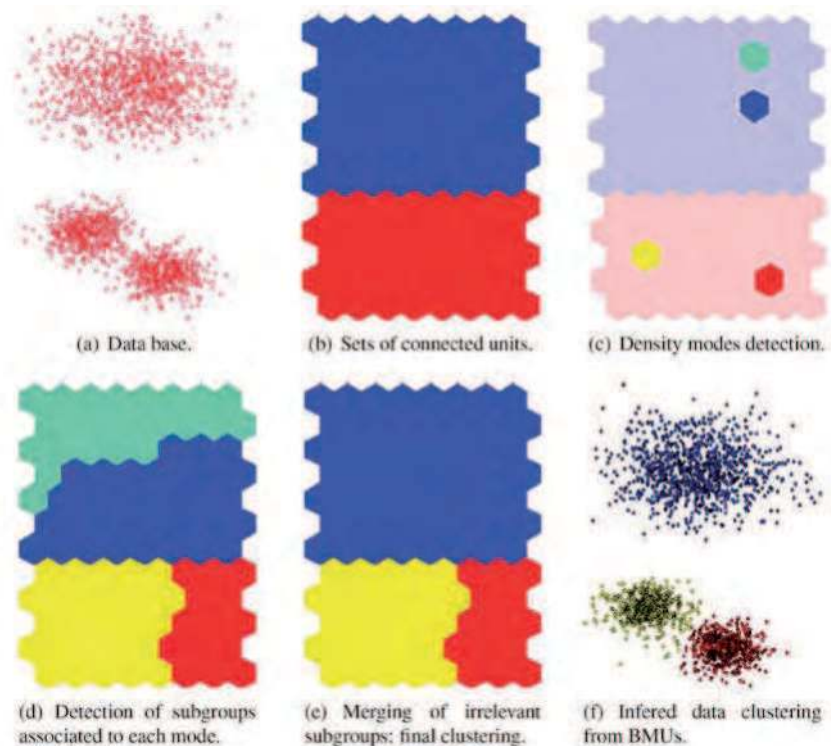 (a) Data base.
(b) Sets of connected units.
(c) Density modes detection.
(d) Detection of subgroups
associated to each mode.
(e) Merging of irrelevant
subgroups: final clustering.
(f) Infered data clustering
from BMUs.